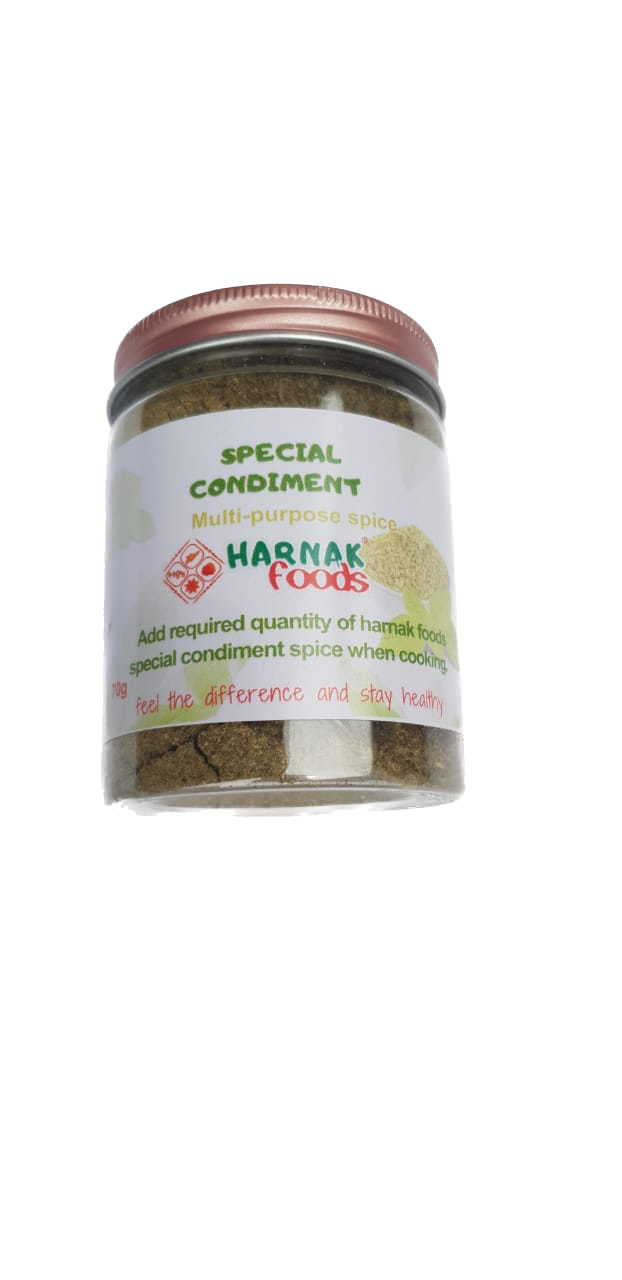 SPECIAL
CONDIMENT
Multi-purpose spice
HARNAK®
foods
Add required quantity of harnak foods
special condiment spice when cooking.
70g
feel the difference and stay healthy